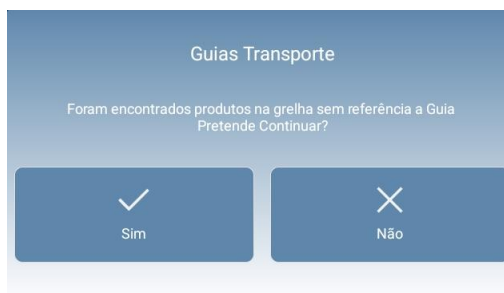 Guias Transporte
Foram encontrados produtos na grelha sem referência a Guia
Pretende Continuar?
Sim
Não